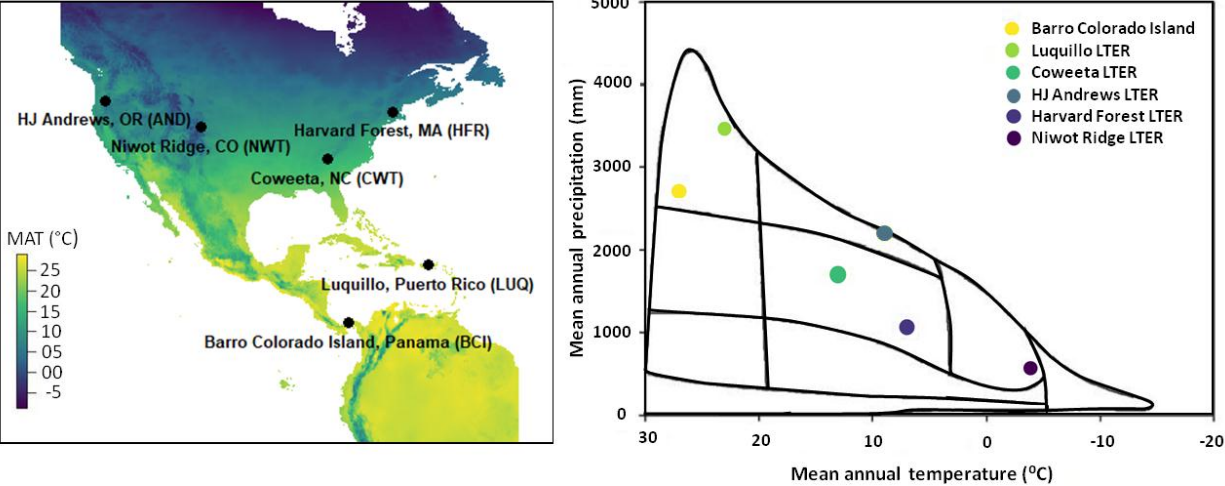 HJ Andrews, OR (AND)
Niwot Ridge, CO (NWT)
Harvard Forest, MA (HFR)
Coweeta, NC (CWT)
Luquillo, Puerto Rico (LUQ)
Barro Colorado Island, Panama (BCI)
MAT (°C)
25
20
15
10
05
00
-5
Mean annual precipitation (mm)
5000
4000
3000
2000
1000
0
30
20
10
0
-10
-20
Mean annual temperature (⁰C)
Barro Colorado Island
Luquillo LTER
Coweeta LTER
HJ Andrews LTER
Harvard Forest LTER
Niwot Ridge LTER